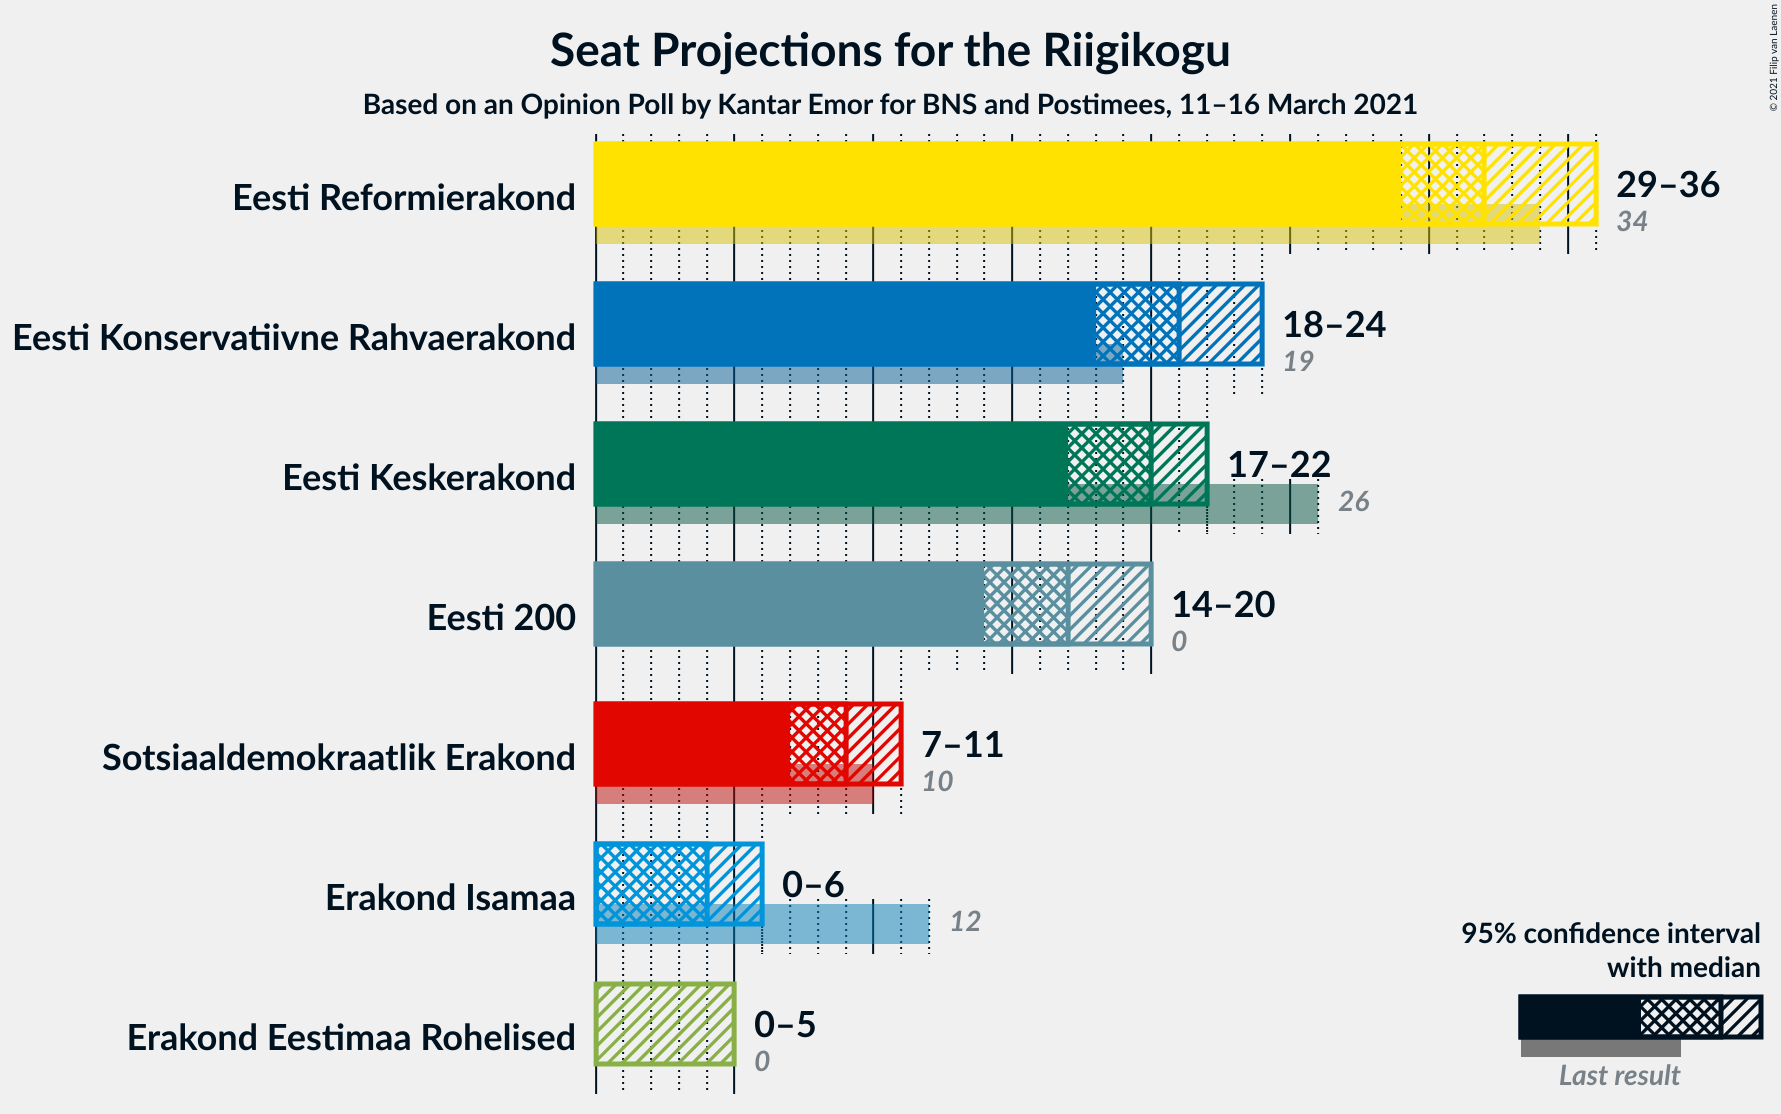 Seat Projections for the Riigikogu
Based on an Opinion Poll by Kantar Emor for BNS and Postimees, 11–16 March 2021
© 2021 Filip van Laenen
Eesti Reformierakond
29–36
34
Eesti Konservatiivne Rahvaerakond
18–24
19
Eesti Keskerakond
17–22
26
Eesti 200
14–20
0
Sotsiaaldemokraatlik Erakond
7–11
10
Erakond Isamaa
0–6
12
Erakond Eestimaa Rohelised
0–5
0
95% confidence interval
with median
Last result